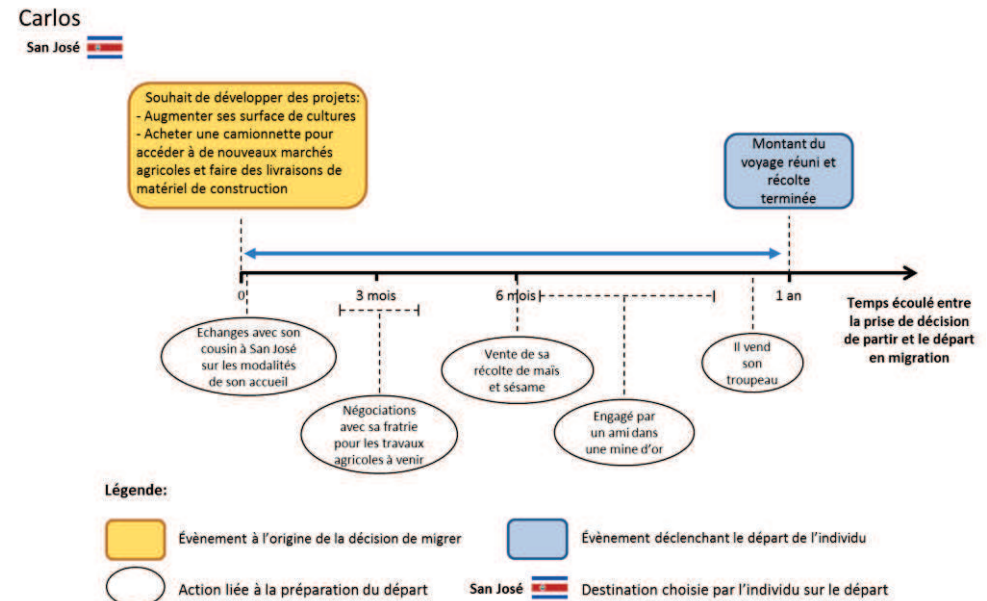 Carlos
San José
Souhait de développer des projets:
- Augmenter ses surface de cultures
- Acheter une camionnette pour
accéder à de nouveaux marchés
agricoles et faire des livraisons de
matériel de construction
Montant du
voyage réuni et
récolte
terminée
0
3 mois
6 mois
1 an
Temps écoulé entre
la prise de décision
de partir et le départ
en migration
Echanges avec son
cousin à San José
sur les modalités
de son accueil
Négociations
avec sa fratrie
pour les travaux
agricoles à venir
Vente de sa
récolte de maïs
et sésame
Engagé par
un ami dans
une mine d'or
Il vend
son
troupeau
Légende:
Évènement à l'origine de la décision de migrer
Évènement déclenchant le départ de l'individu
Action liée à la préparation du départ
San José
Destination choisie par l'individu sur le départ